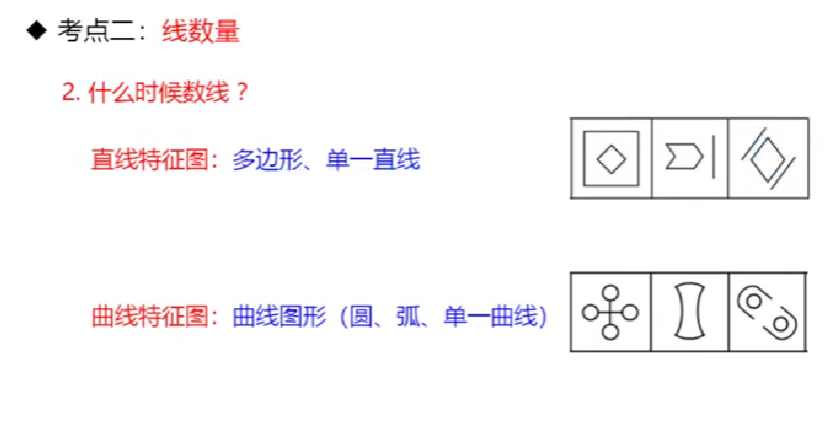 ◆ 考点二：线数量
2. 什么时候数线？
直线特征图：多边形、单一直线
曲线特征图：曲线图形（圆、弧、单一曲线）